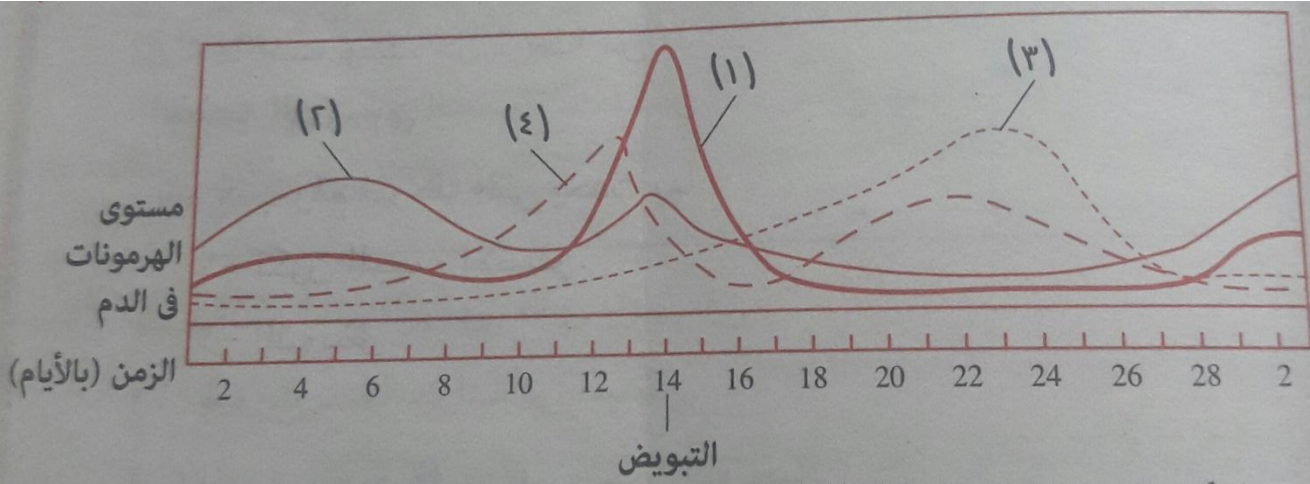 (١)
(٣)
(٢)
(٤)
مستوى
الهرمونات
فى الدم
الزمن (بالأيام)
2 4 6 8 10 12 14 16 18 20 22 24 26 28 2
التبويض